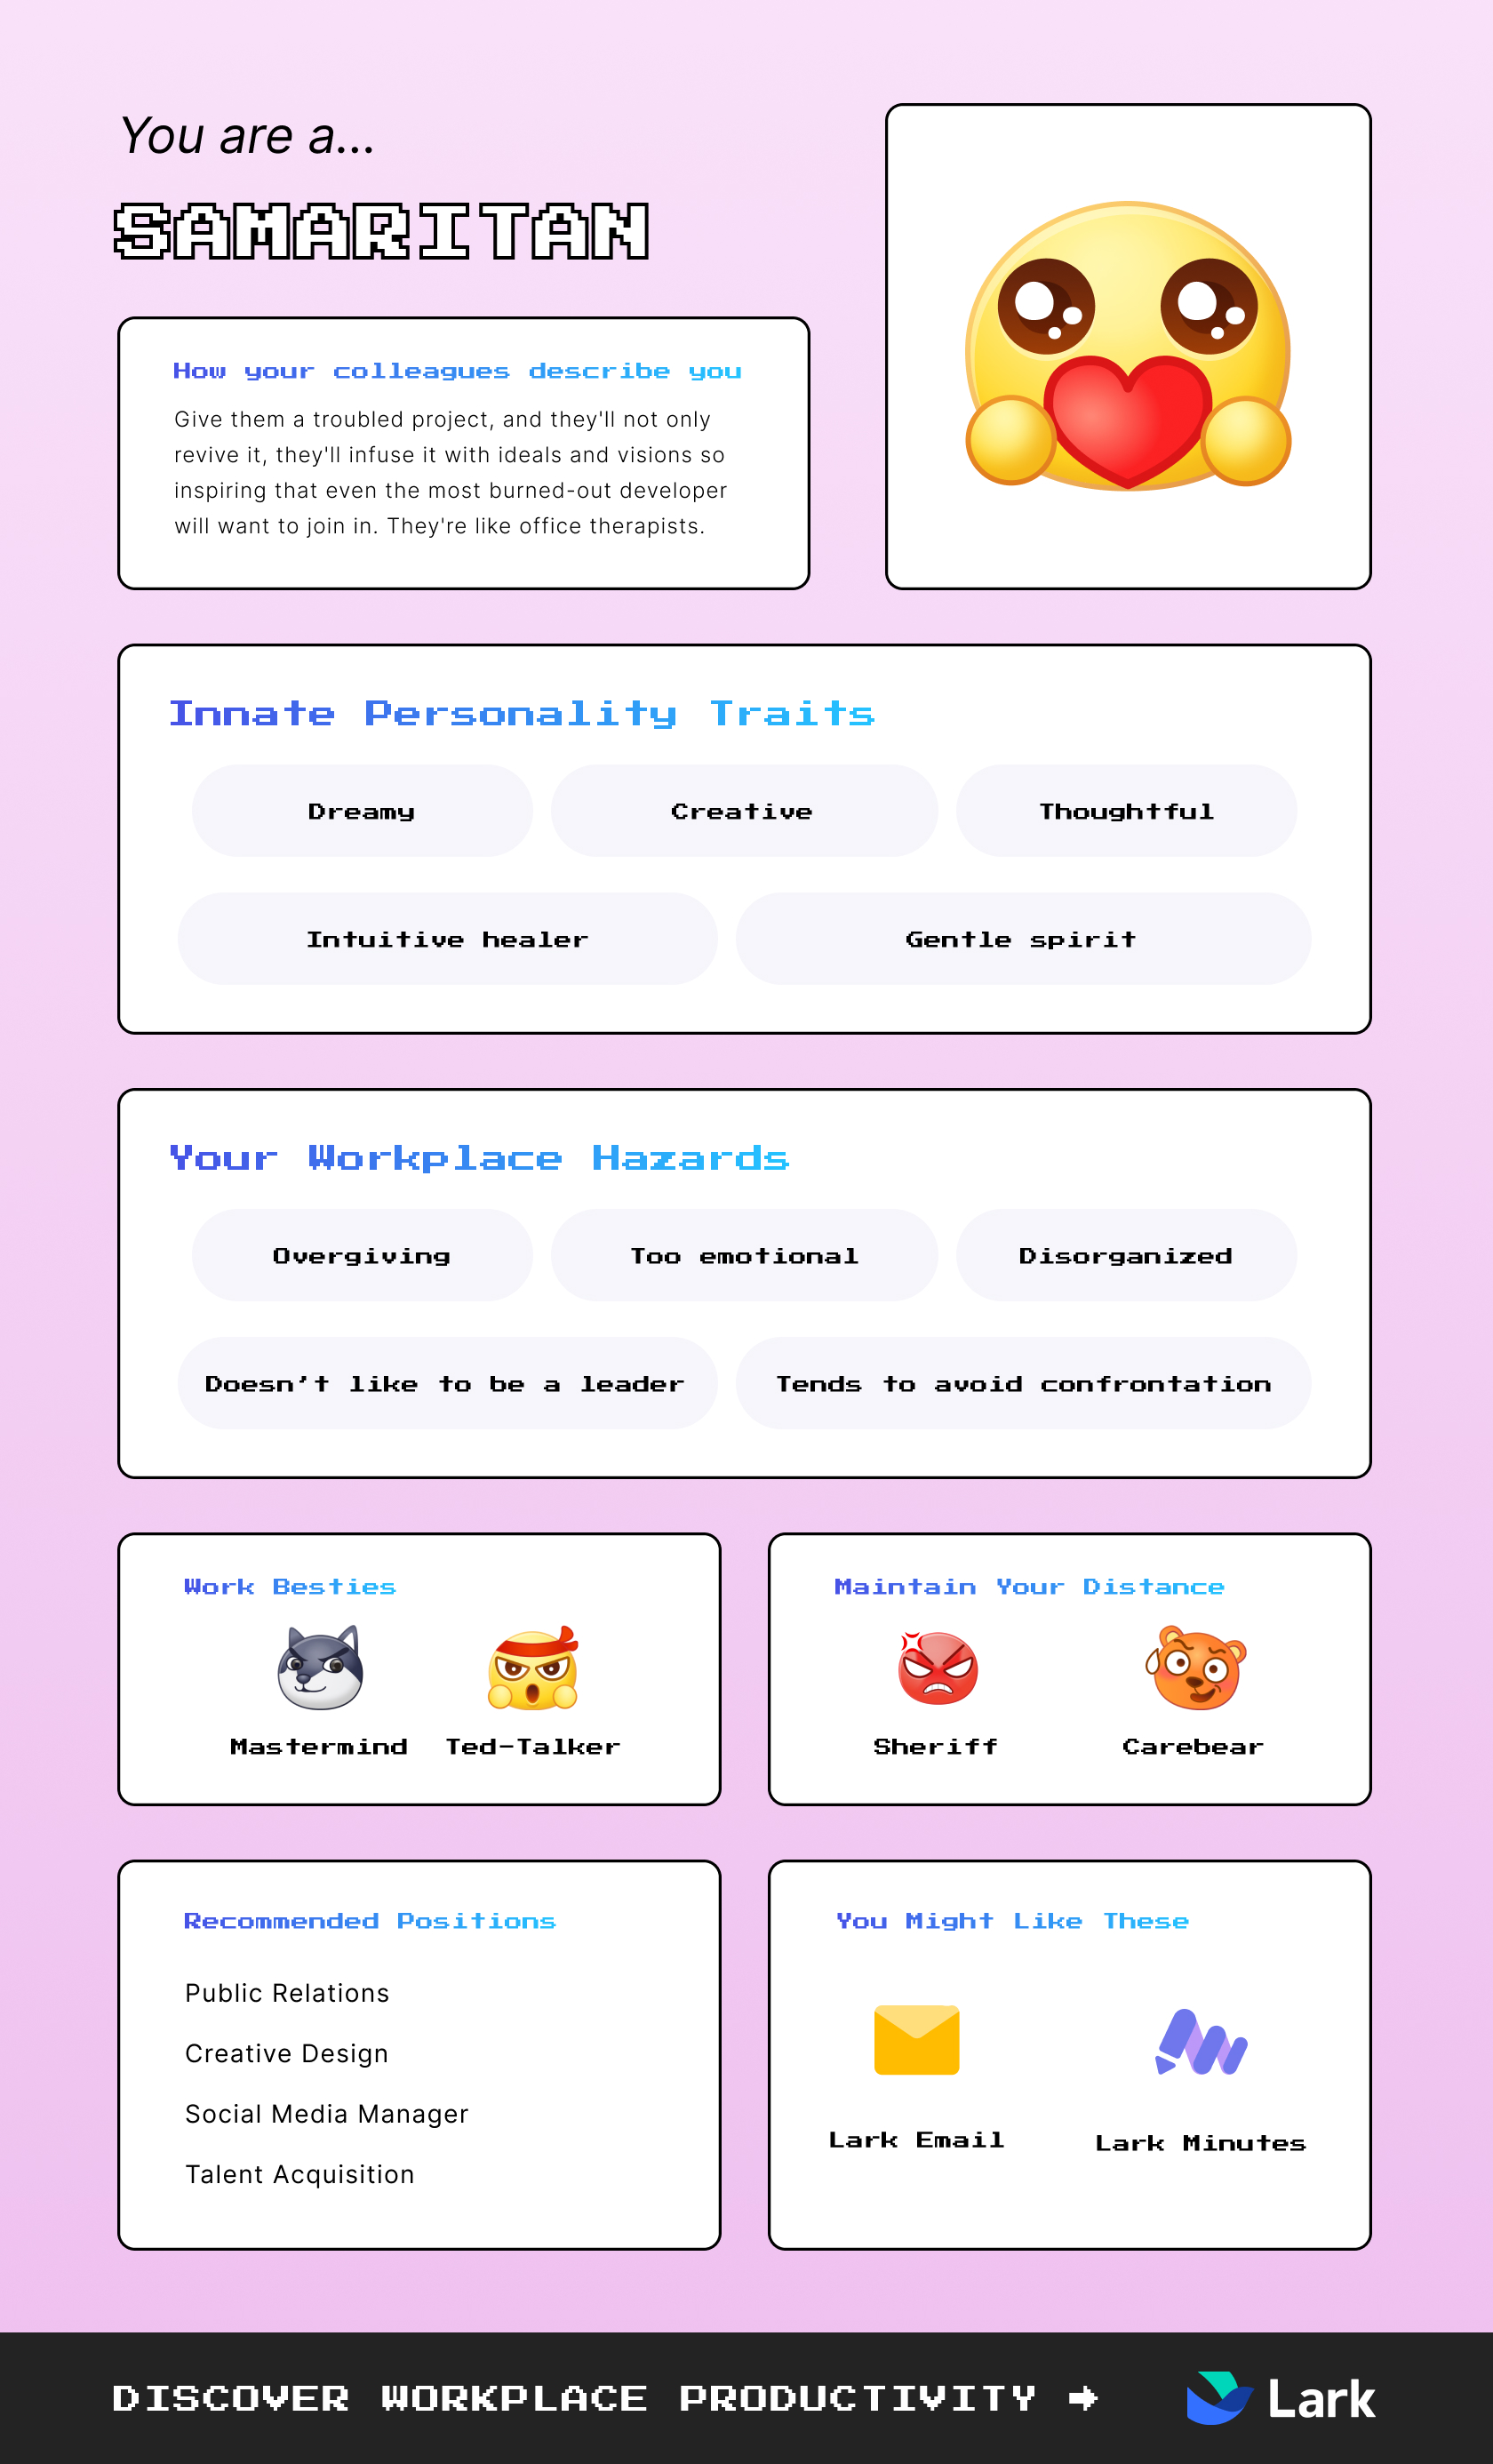 You are a...
SAMARITAN
How your colleagues describe you
Give them a troubled project, and they'll not only
revive it, they'll infuse it with ideals and visions so
inspiring that even the most burned-out developer
will want to join in. They're like office therapists.
Innate Personality Traits
Dreamy
Creative
Thoughtful
Intuitive healer
Gentle spirit
Your Workplace Hazards
Overgiving
Too emotional
Disorganized
Doesn’t like to be a leader
Tends to avoid confrontation
Work Besties
Mastermind
Ted-Talker
Maintain Your Distance
Sheriff
Carebear
Recommended Positions
Public Relations
Creative Design
Social Media Manager
Talent Acquisition
You Might Like These
Lark Email
Lark Minutes
DISCOVER WORKPLACE PRODUCTIVITY →
Lark